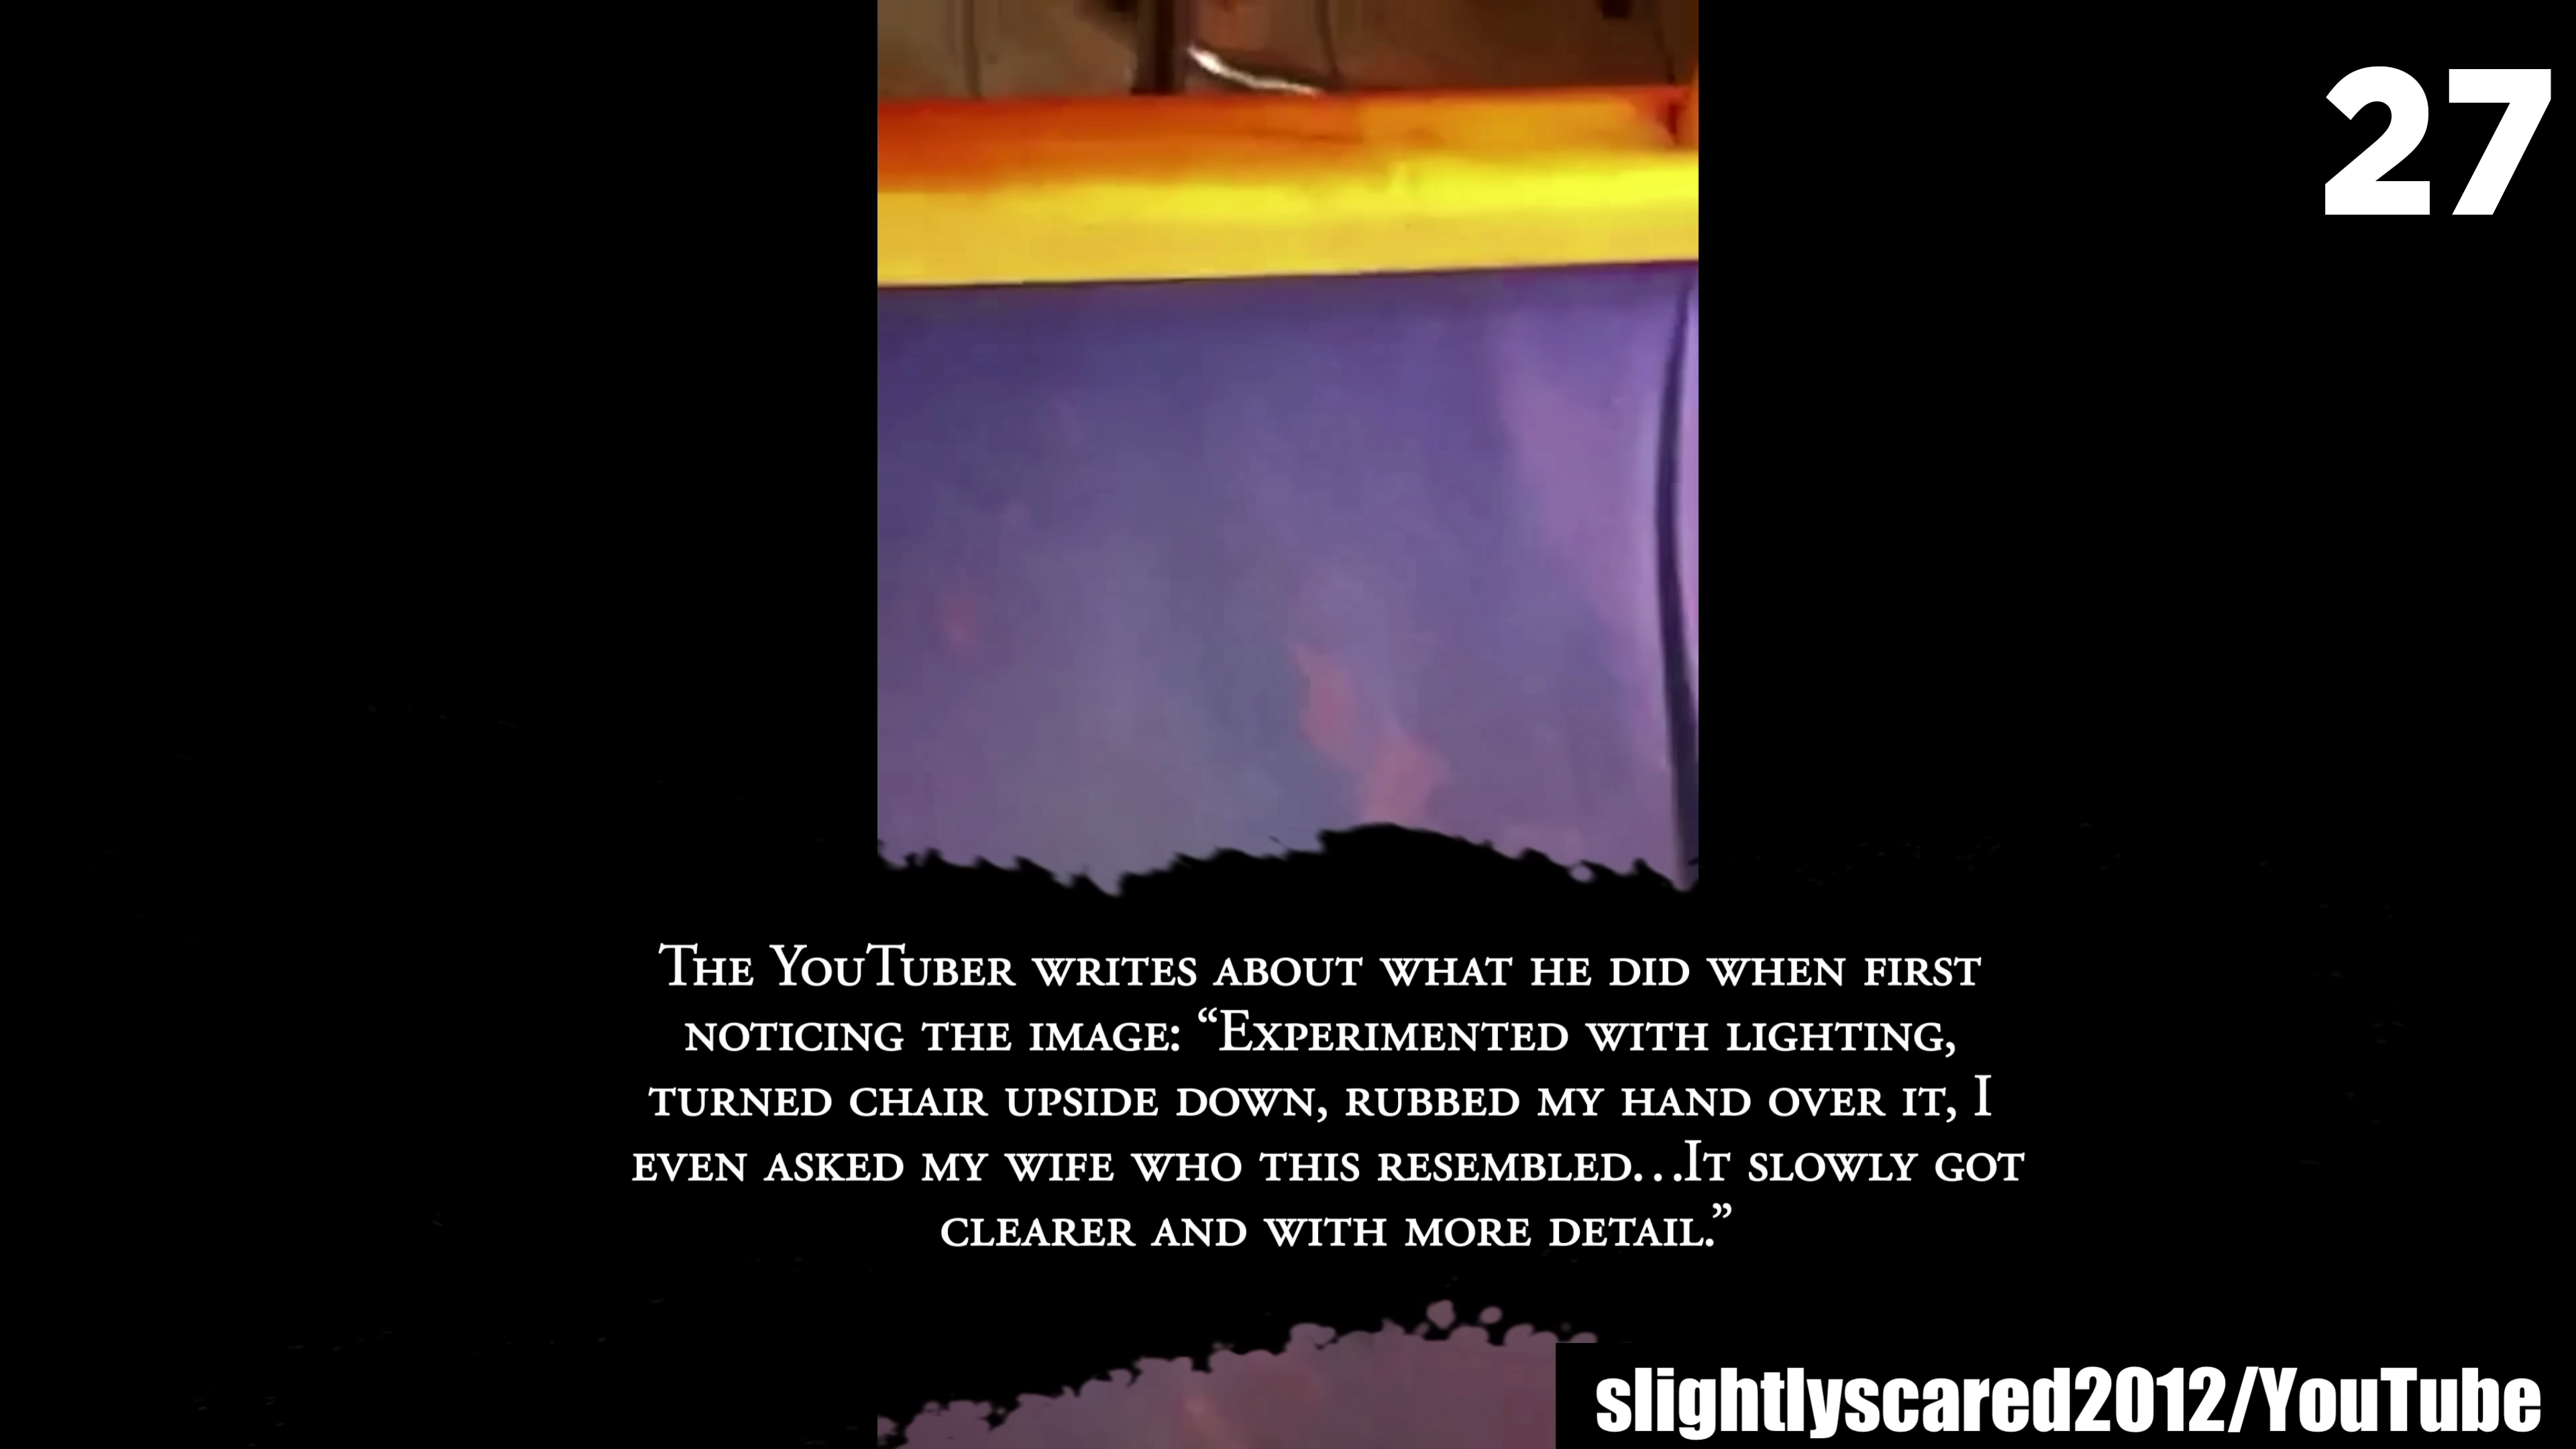 27
The YouTuber writes about what he did when first
noticing the image: “Experimented with lighting,
turned chair upside down, rubbed my hand over it, I
even asked my wife who this resembled…It slowly got
clearer and with more detail.”
slightlyscared2012/YouTube